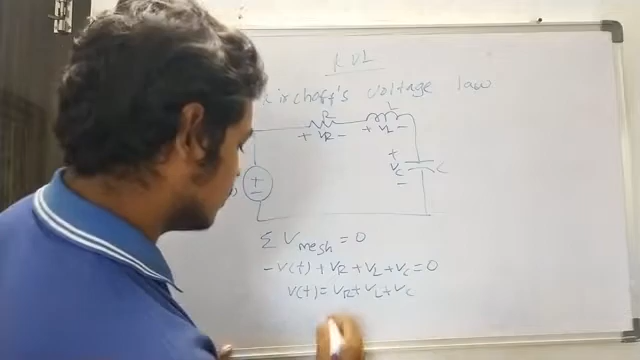 KVL
irchoff's Voltage law
R
L
+ VR -
+ VL -
+
VC
-
C
+
-
Σ Vmesh = 0
-V(t) + VR + VL + VC = 0
V(t) = VR + VL + VC